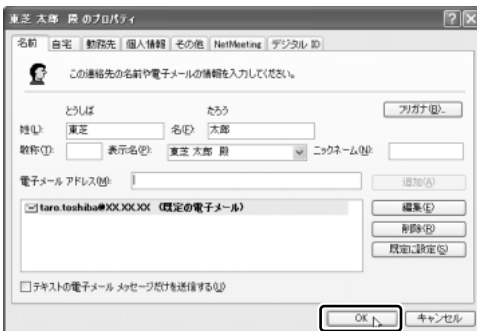 東芝 太郎 殿 のプロパティ
名前 自宅 勤務先 個人情報 その他 NetMeeting デジタル ID
この連絡先の名前や電子メールの情報を入力してください。
とうしば たろう フリガナ(B)...
姓(L): 東芝 名(F): 太郎
敬称(T): 表示名(P): 東芝 太郎 殿 ニックネーム(N):
電子メール アドレス(M): 追加(A)
taro.toshiba@XX.XX.XX （既定の電子メール）
編集(E)
削除(R)
既定に設定(S)
テキストの電子メール メッセージだけを送信する(U)
OK キャンセル